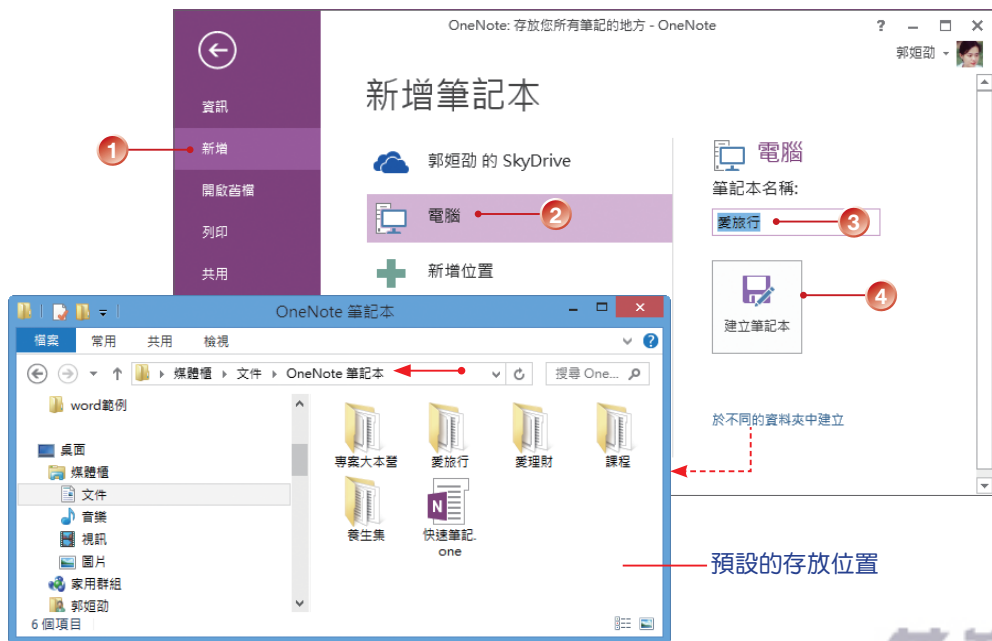 OneNote: 存放您所有筆記的地方 - OneNote
?
郭姮劭
資訊
1
新增
開啟舊檔
列印
共用
新增筆記本
郭姮劭 的 SkyDrive
電腦
2
新增位置
電腦
筆記本名稱:
愛旅行
3
建立筆記本
4
於不同的資料夾中建立
OneNote 筆記本
檔案 常用 共用 檢視
媒體櫃 文件 OneNote 筆記本
搜尋 One...
word範例
桌面
媒體櫃
文件
音樂
視訊
圖片
家用群組
郭姮劭
專案大本營
愛旅行
愛理財
課程
養生集
快速筆記.
one
6 個項目
預設的存放位置